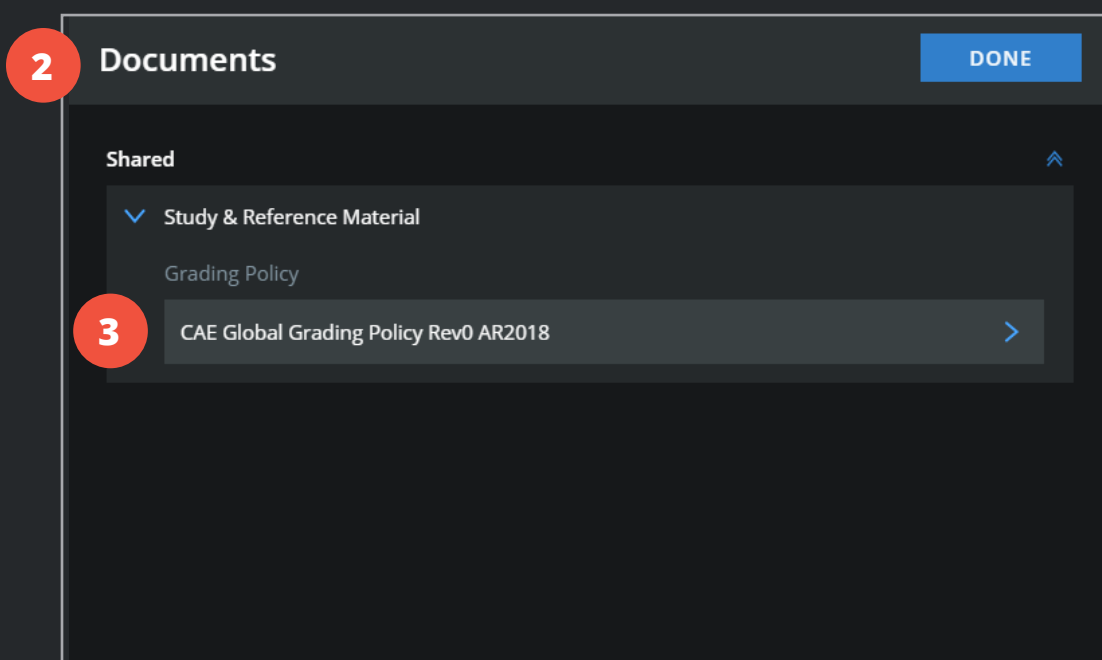 2
Documents
DONE
Shared
Study & Reference Material
Grading Policy
3
CAE Global Grading Policy Rev0 AR2018